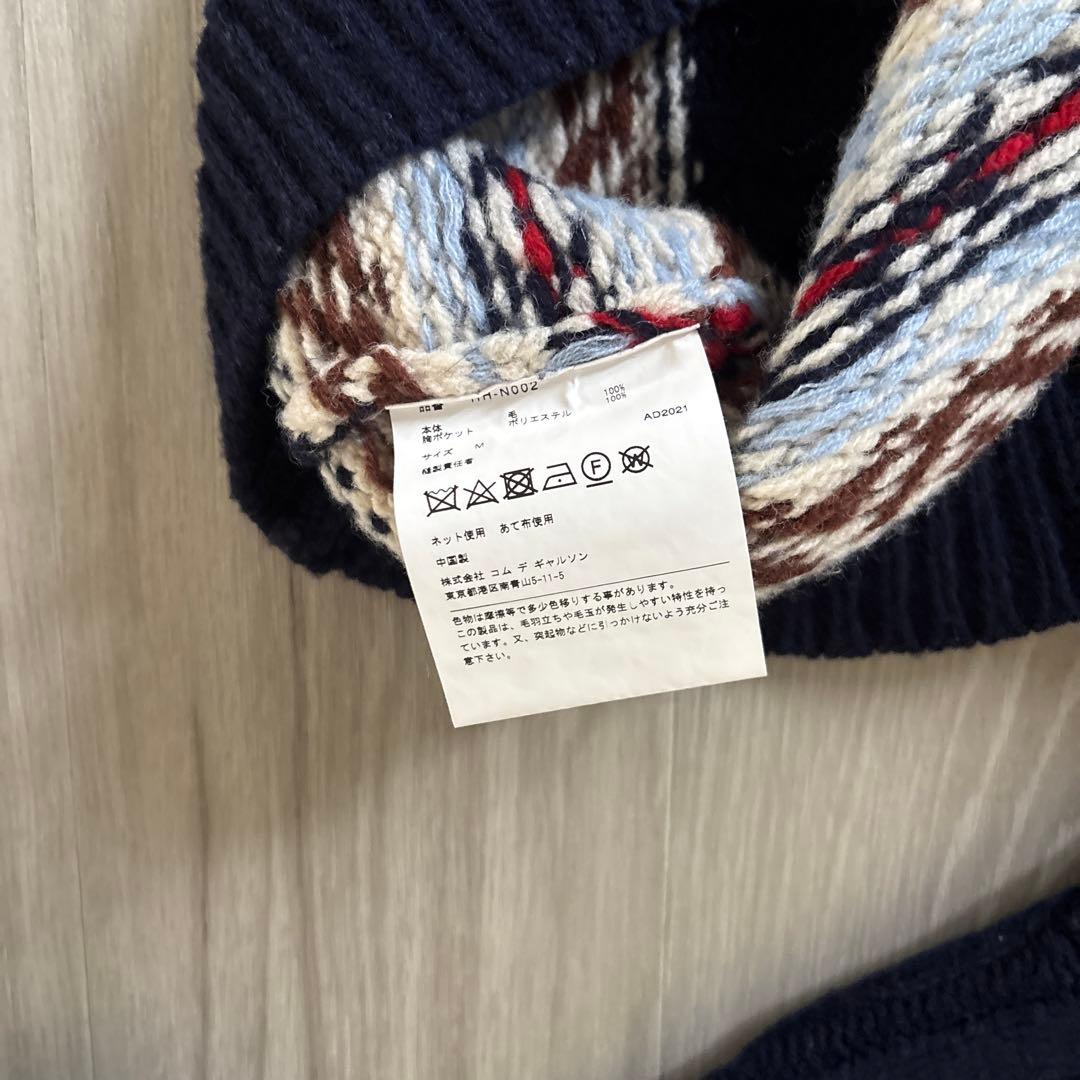 品番 HH-N002
本体 毛 100%
胸ポケット ポリエステル 100%
サイズ M AD2021
縫製責任者
F W
ネット使用 あて布使用
中国製
株式会社 コム デ ギャルソン
東京都港区南青山5-11-5
色物は摩擦等で多少色移りする事があります。
この製品は、毛羽立ちや毛玉が発生しやすい特性を持っ
ています。又、突起物などに引っかけないよう充分ご注
意下さい。